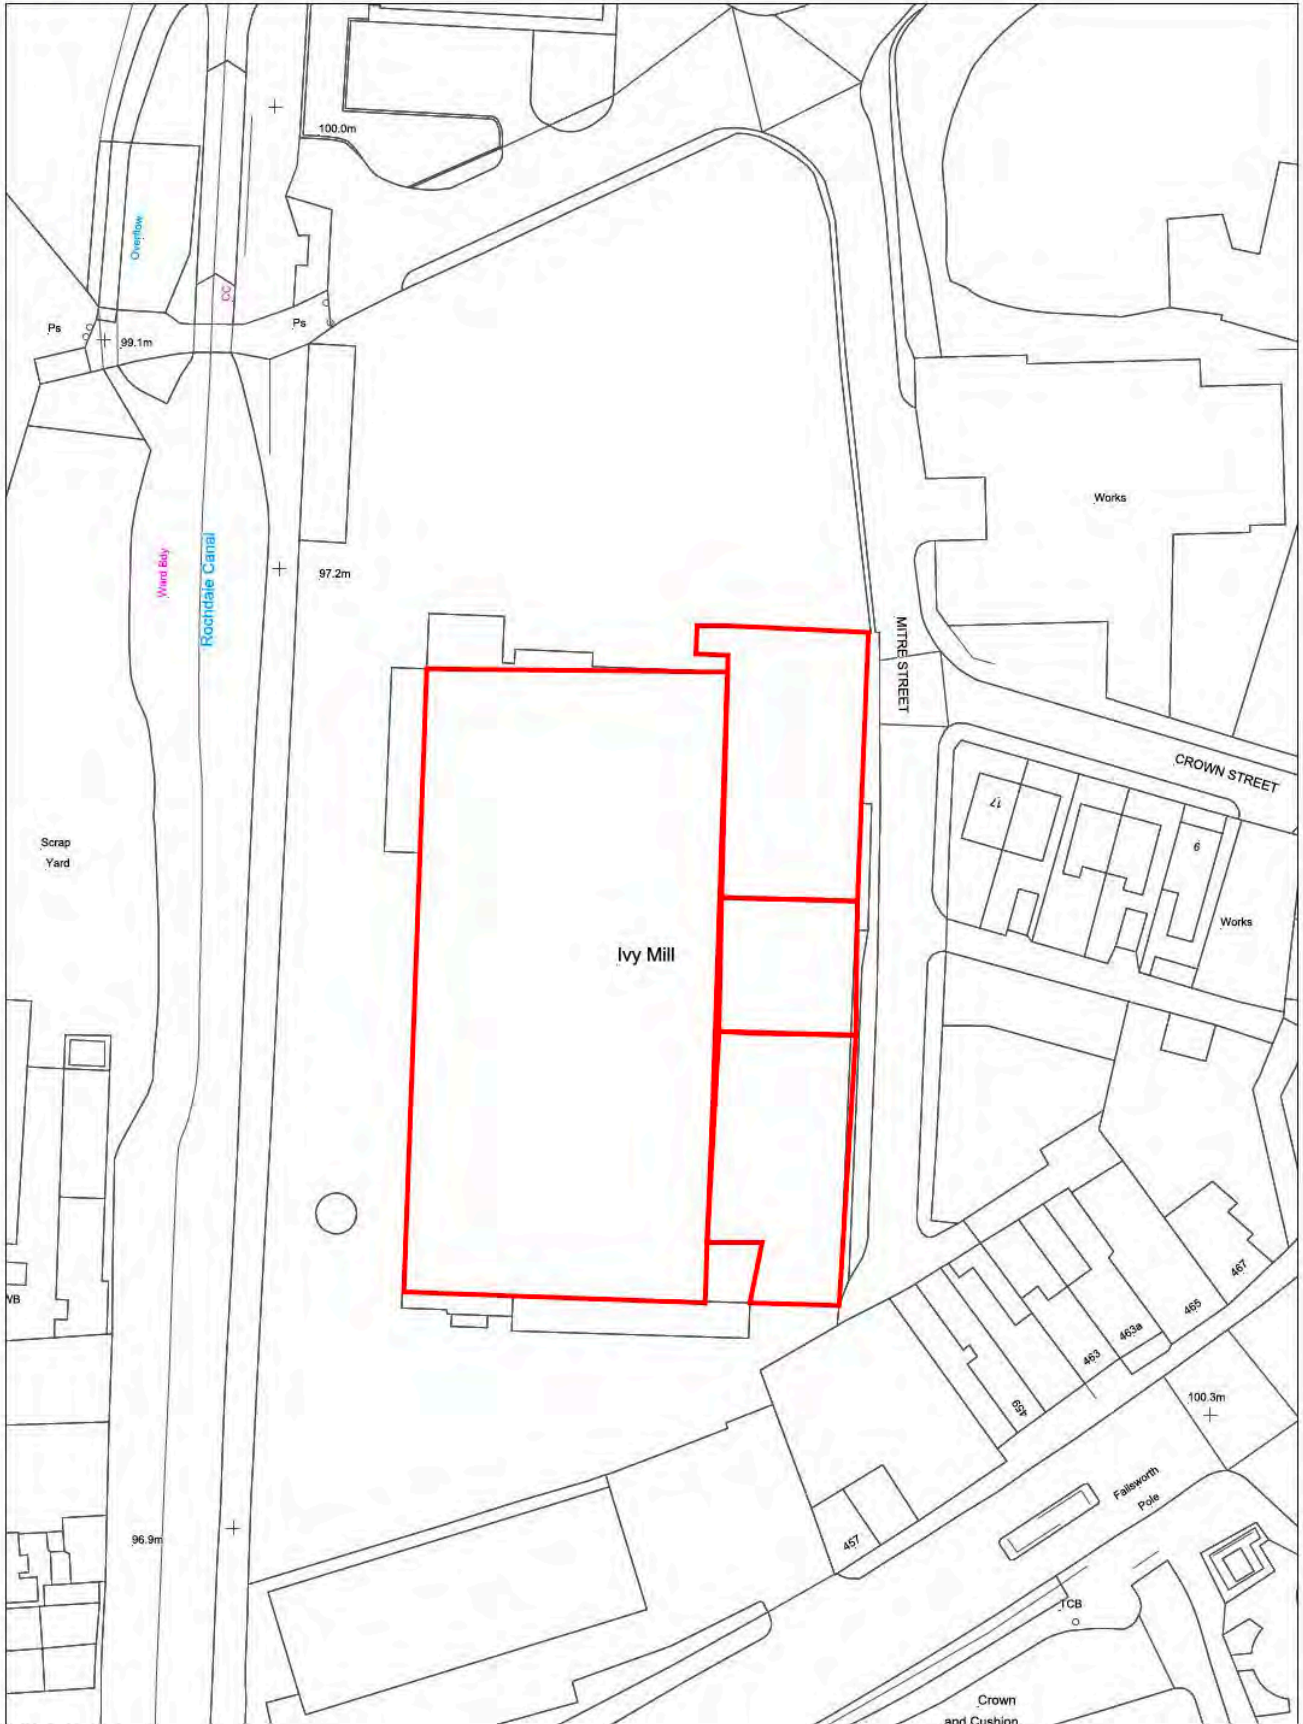 100.0m
Overflow
CC
Ps
Ps
99.1m
Works
Ward Bdy
Rochdale Canal
97.2m
MITRE STREET
CROWN STREET
17
6
Scrap
Yard
Works
Ivy Mill
WB
467
465
463a
463
459
100.3m
Failsworth
Pole
457
96.9m
TCB
Crown
and Cushion